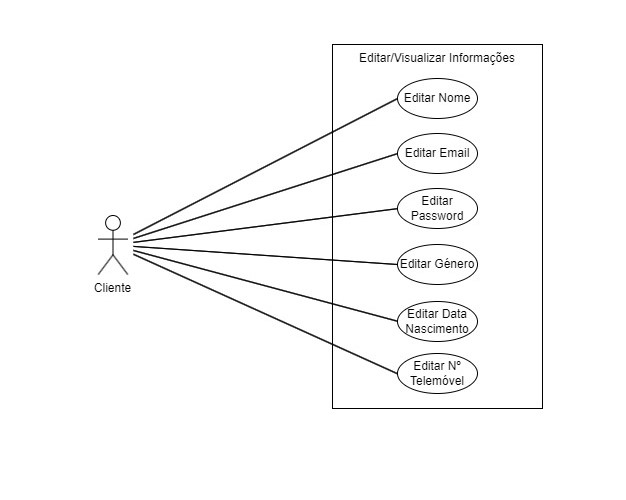 Editar/Visualizar Informações
Editar Nome
Editar Email
Editar
Password
Editar Género
Editar Data
Nascimento
Editar Nº
Telemóvel
Cliente